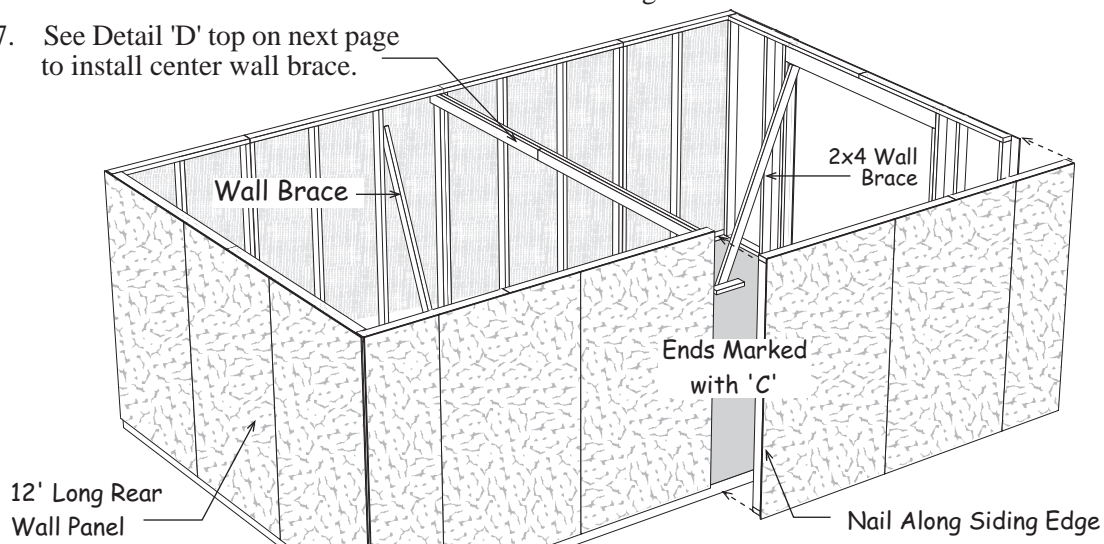 7. See Detail 'D' top on next page
to install center wall brace.
Wall Brace
2x4 Wall
Brace
Ends Marked
with 'C'
12' Long Rear
Wall Panel
Nail Along Siding Edge